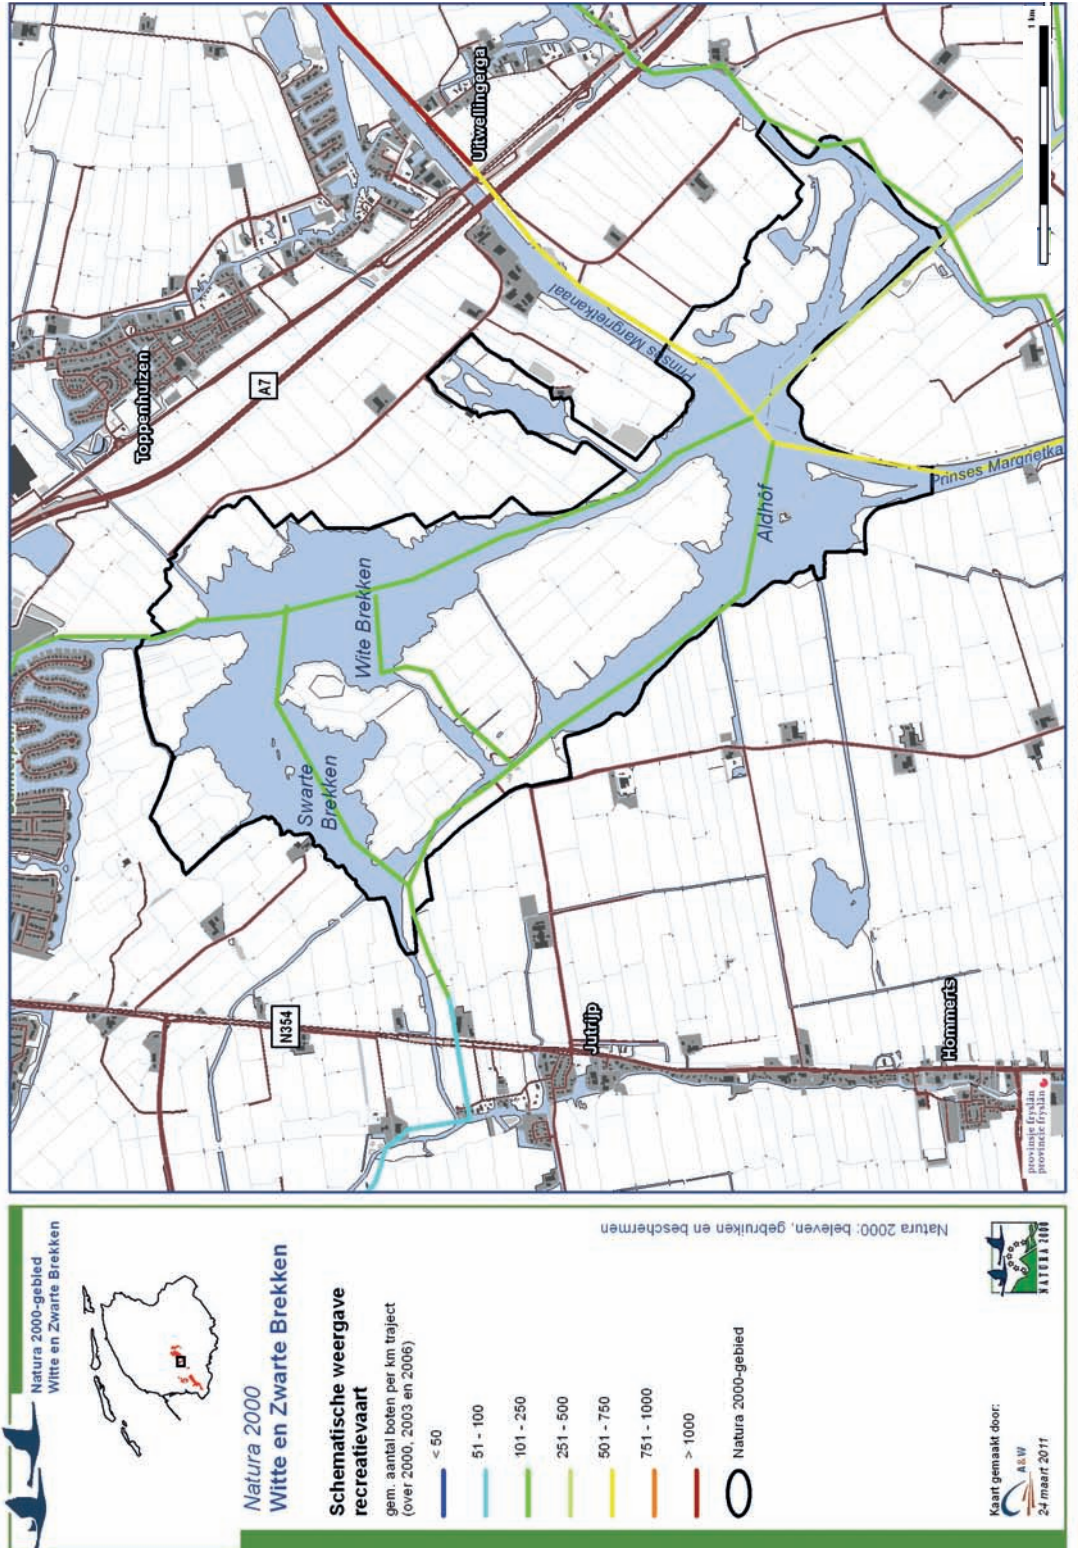 Natura 2000-gebied
Witte en Zwarte Brekken
Natura 2000
Witte en Zwarte Brekken
Schematische weergave
recreatievaart
gem. aantal boten per km traject
(over 2000, 2003 en 2006)
< 50
51 - 100
101 - 250
251 - 500
501 - 750
751 - 1000
> 1000
Natura 2000-gebied
Natura 2000: beleven, gebruiken en beschermen
Kaart gemaakt door:
A&W
24 maart 2011
NATURA 2000
Toppenhuizen
Uitwellingerga
A7
Prinses Margrietkanaal
Wite Brekken
Swarte
Brekken
Aldhôf
Prinses Margrietka
N354
Jutrijp
Hommerts
provinsje fryslân
provincie fryslân
1 km